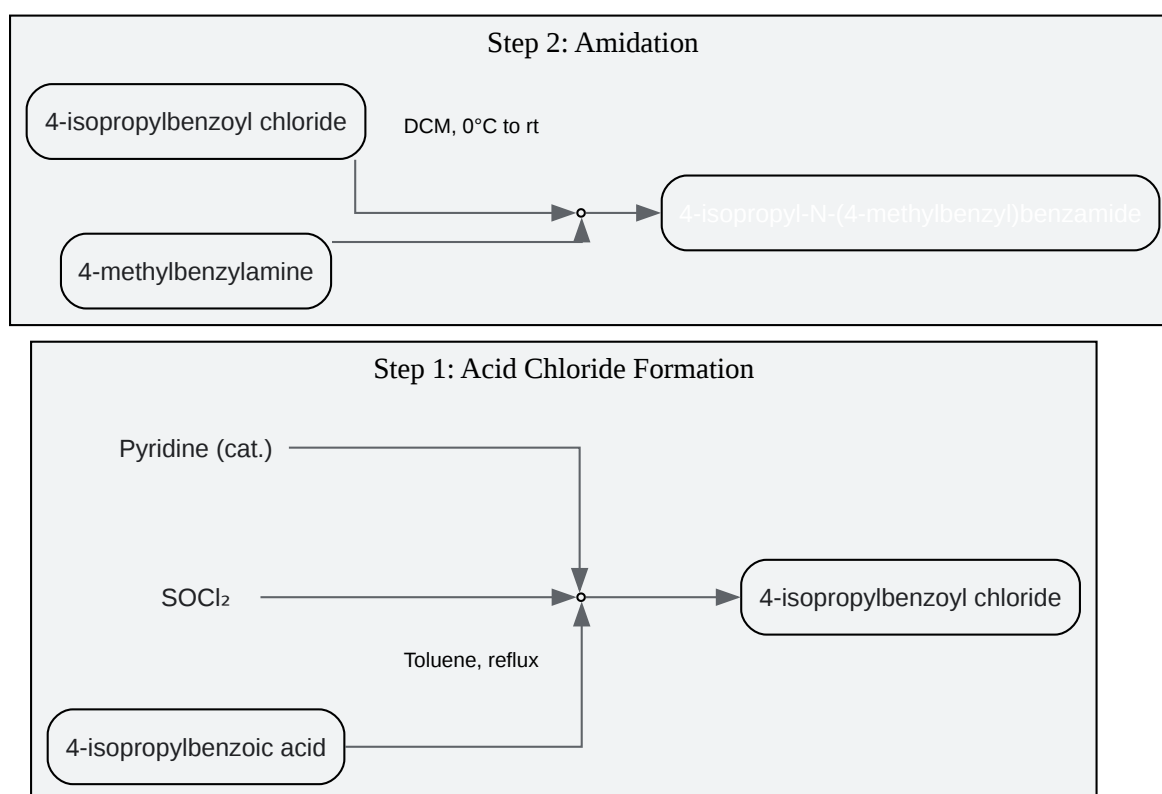 Step 2: Amidation
4-isopropylbenzoyl chloride
DCM, 0°C to rt
4-isopropyl-N-(4-methylbenzyl)benzamide
4-methylbenzylamine
Step 1: Acid Chloride Formation
Pyridine (cat.)
SOCl₂
4-isopropylbenzoyl chloride
Toluene, reflux
4-isopropylbenzoic acid